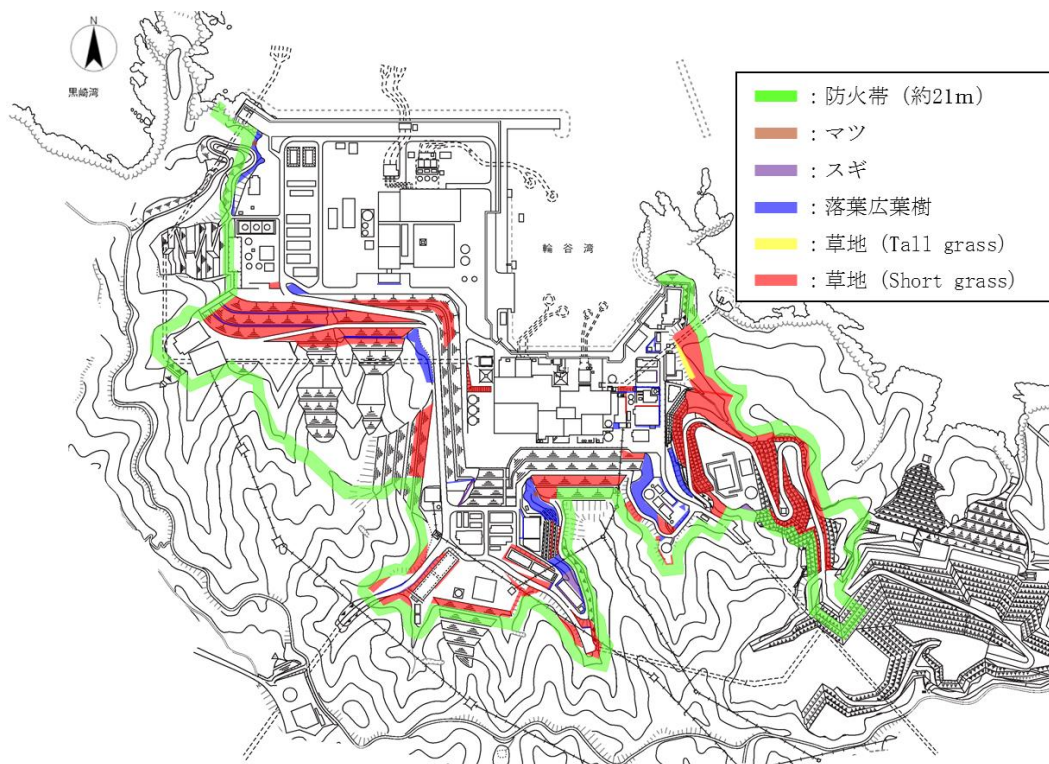 N
黒崎湾
輪谷湾
：防火帯（約21m）
：マツ
：スギ
：落葉広葉樹
：草地（Tall grass）
：草地（Short grass）